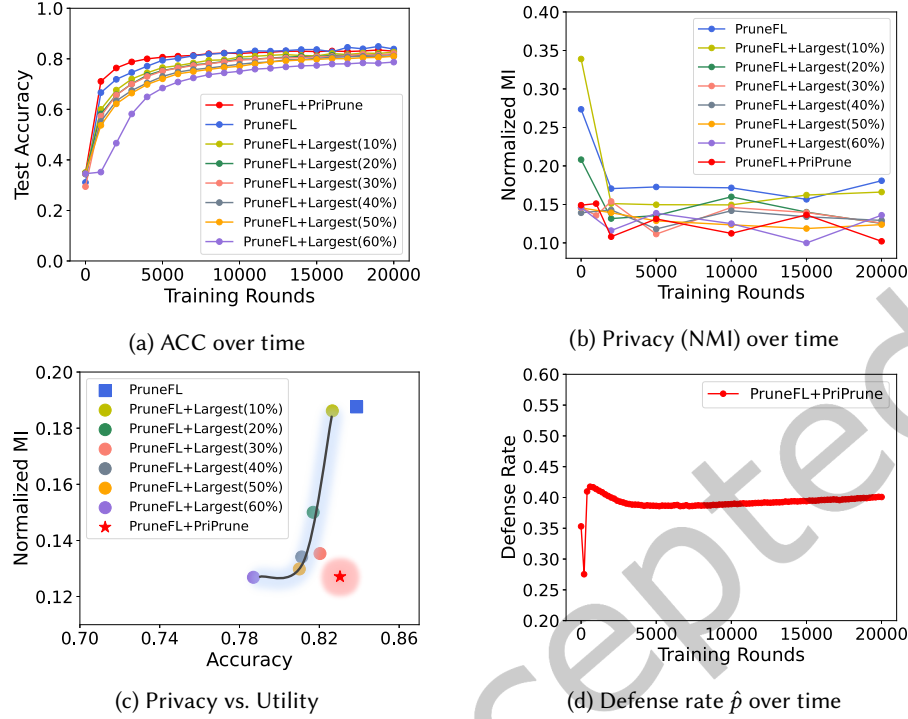 1.0
0.8
0.6
0.4
0.2
0.0
Test Accuracy
PruneFL+PriPrune
PruneFL
PruneFL+Largest(10%)
PruneFL+Largest(20%)
PruneFL+Largest(30%)
PruneFL+Largest(40%)
PruneFL+Largest(50%)
PruneFL+Largest(60%)
0 5000 10000 15000 20000
Training Rounds
(a) ACC over time
0.40
0.35
0.30
0.25
0.20
0.15
0.10
Normalized MI
PruneFL
PruneFL+Largest(10%)
PruneFL+Largest(20%)
PruneFL+Largest(30%)
PruneFL+Largest(40%)
PruneFL+Largest(50%)
PruneFL+Largest(60%)
PruneFL+PriPrune
0 5000 10000 15000 20000
Training Rounds
(b) Privacy (NMI) over time
0.20
0.18
0.16
0.14
0.12
Normalized MI
PruneFL
PruneFL+Largest(10%)
PruneFL+Largest(20%)
PruneFL+Largest(30%)
PruneFL+Largest(40%)
PruneFL+Largest(50%)
PruneFL+Largest(60%)
PruneFL+PriPrune
0.70 0.74 0.78 0.82 0.86
Accuracy
(c) Privacy vs. Utility
0.60
0.55
0.50
0.45
0.40
0.35
0.30
0.25
0.20
Defense Rate
PruneFL+PriPrune
0 5000 10000 15000 20000
Training Rounds
(d) Defense rate p̂ over time
cepted